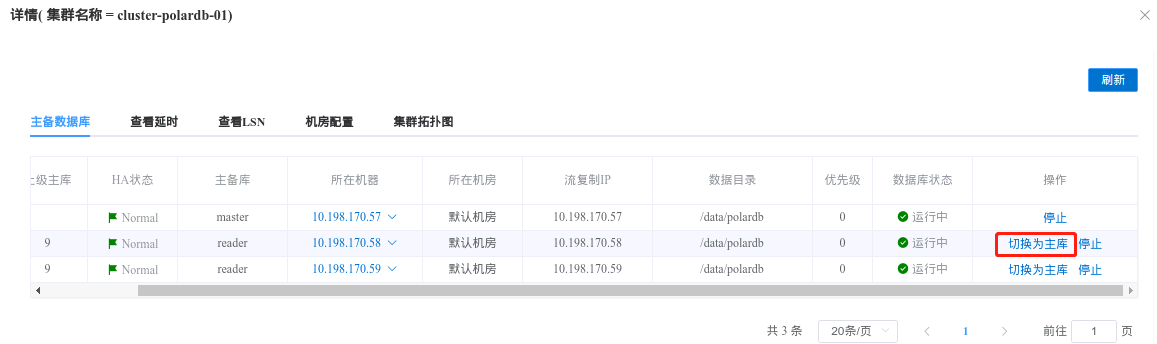 详情( 集群名称 = cluster-polardb-01)
刷新
主备数据库 查看延时 查看LSN 机房配置 集群拓扑图
级主库 HA状态 主备库 所在机器 所在机房 流复制IP 数据目录 优先级 数据库状态 操作
Normal master 10.198.170.57 默认机房 10.198.170.57 /data/polardb 0 运行中 停止
9 Normal reader 10.198.170.58 默认机房 10.198.170.58 /data/polardb 0 运行中 切换为主库 停止
9 Normal reader 10.198.170.59 默认机房 10.198.170.59 /data/polardb 0 运行中 切换为主库 停止
共 3 条 20条/页 1 前往 1 页